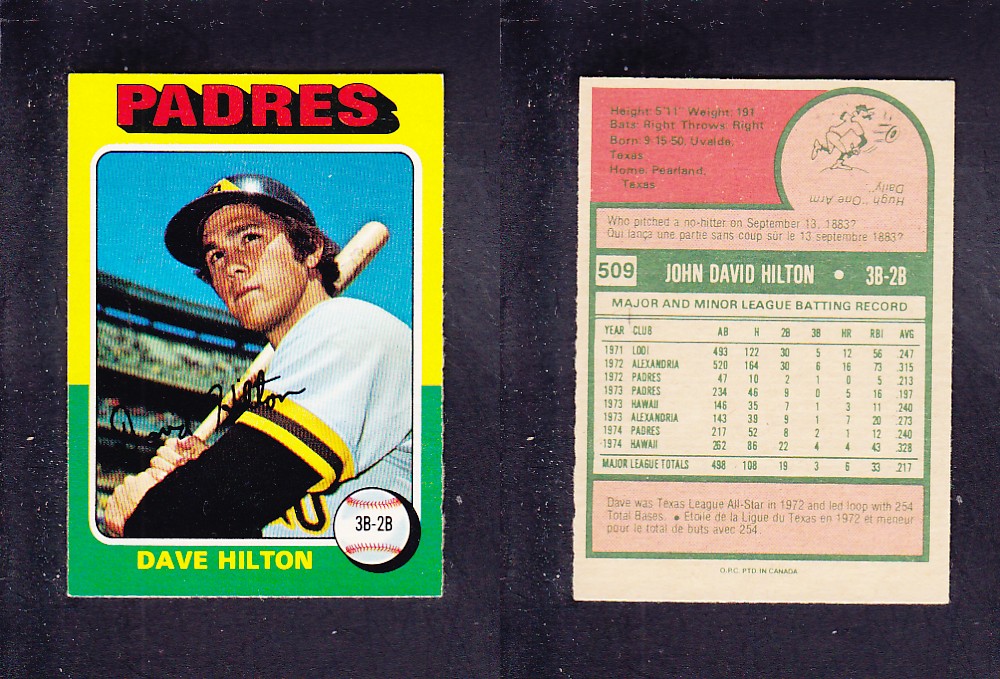 PADRES
Dave Hilton
3B-2B
DAVE HILTON
Height: 5'11" Weight: 191
Bats: Right Throws: Right
Born: 9-15-50, Uvalde,
Texas
Home: Pearland,
Texas
Hugh "One Arm
Daily"
Who pitched a no-hitter on September 13, 1883?
Qui lança une partie sans coup sûr le 13 septembre 1883?
509 JOHN DAVID HILTON • 3B-2B
MAJOR AND MINOR LEAGUE BATTING RECORD
YEAR CLUB AB H 2B 3B HR RBI AVG
1971 LODI 493 122 30 5 12 56 .247
1972 ALEXANDRIA 520 164 30 6 16 73 .315
1972 PADRES 47 10 2 1 0 5 .213
1973 PADRES 234 46 9 0 5 16 .197
1973 HAWAII 146 35 7 1 3 11 .240
1973 ALEXANDRIA 143 39 9 1 7 20 .273
1974 PADRES 217 52 8 2 1 12 .240
1974 HAWAII 262 86 22 4 4 43 .328
MAJOR LEAGUE TOTALS 498 108 19 3 6 33 .217
Dave was Texas League All-Star in 1972 and led loop with 254
Total Bases. • Etoile de la Ligue du Texas en 1972 et meneur
pour le total de buts avec 254.
O.P.C. PTD. IN CANADA